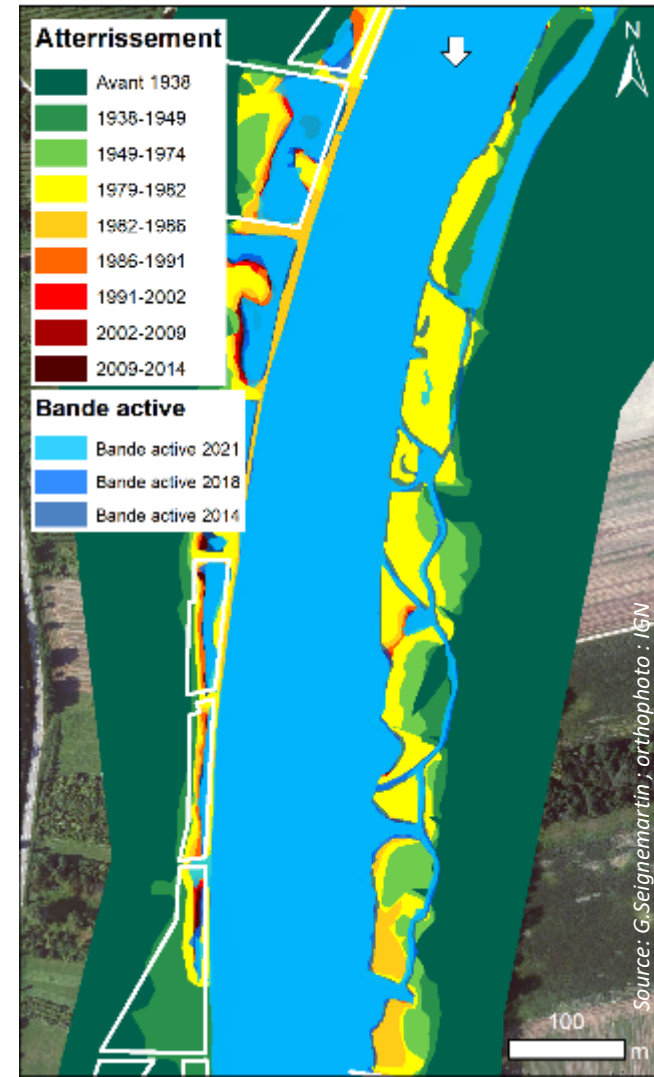 Atterrissement
Avant 1938
1938-1949
1949-1974
1979-1982
1982-1986
1986-1991
1991-2002
2002-2009
2009-2014
Bande active
Bande active 2021
Bande active 2018
Bande active 2014
N
Source: G.Seignemartin ; orthophoto : IGN
100
m